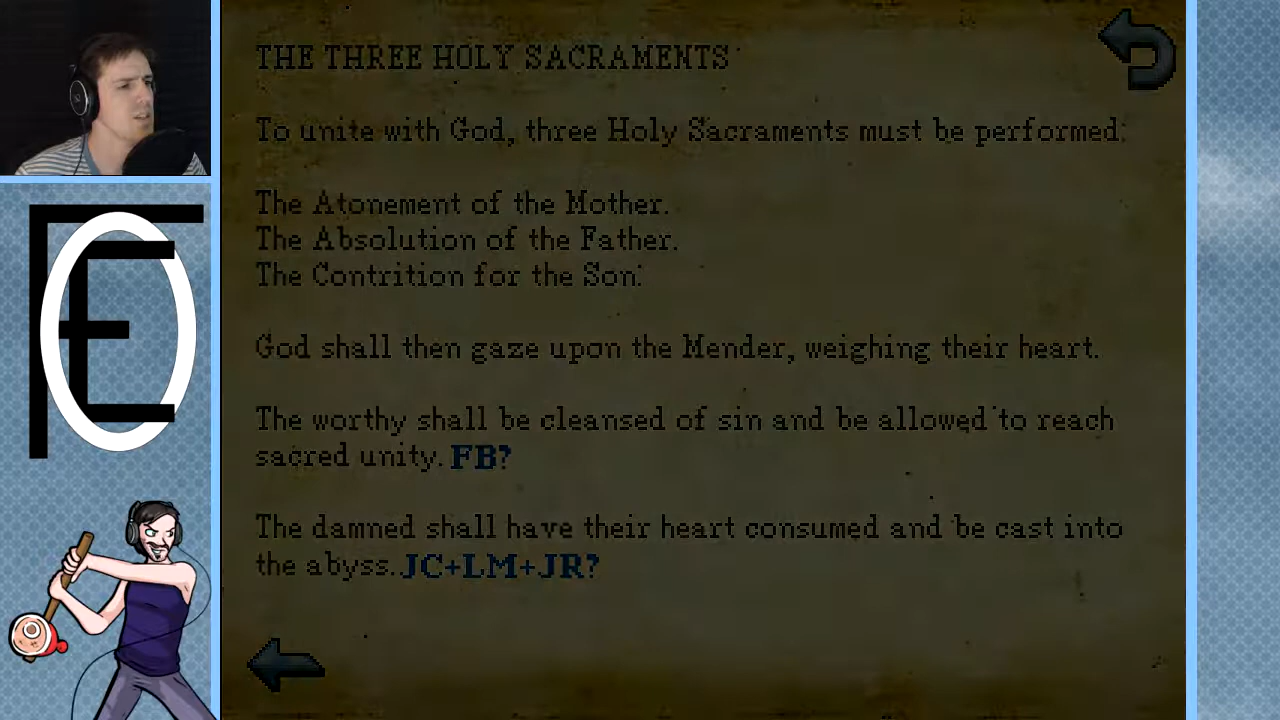 THE THREE HOLY SACRAMENTS
To unite with God, three Holy Sacraments must be performed:
The Atonement of the Mother.
The Absolution of the Father.
The Contrition for the Son.
God shall then gaze upon the Mender, weighing their heart.
The worthy shall be cleansed of sin and be allowed to reach
sacred unity. FB?
The damned shall have their heart consumed and be cast into
the abyss. JC+LM+JR?